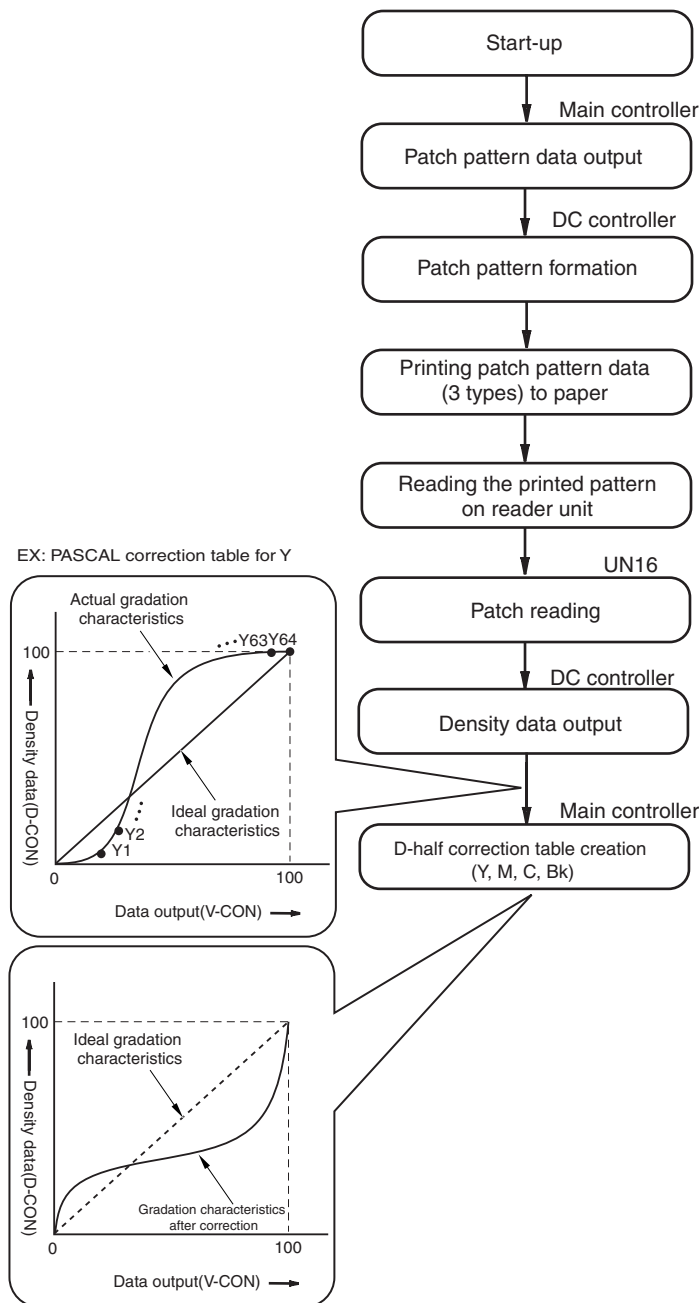 Start-up
Main controller
Patch pattern data output
DC controller
Patch pattern formation
Printing patch pattern data
(3 types) to paper
Reading the printed pattern
on reader unit
UN16
Patch reading
DC controller
Density data output
Main controller
D-half correction table creation
(Y, M, C, Bk)
EX: PASCAL correction table for Y
Actual gradation
characteristics
•••Y63Y64
100
Density data(D-CON)
Ideal gradation
characteristics
Y2
Y1
0
100
Data output(V-CON)
100
Ideal gradation
characteristics
Density data(D-CON)
Gradation characteristics
after correction
0
100
Data output(V-CON)